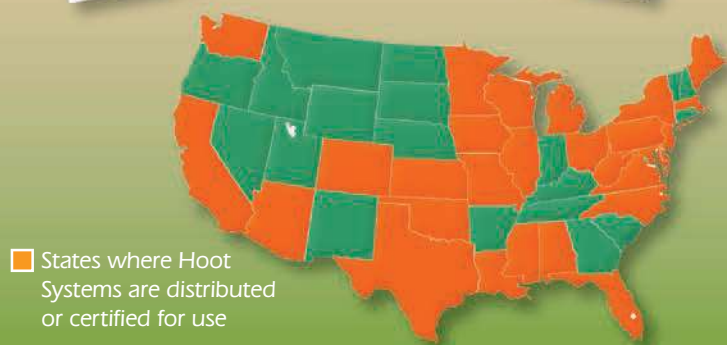 States where Hoot
Systems are distributed
or certified for use